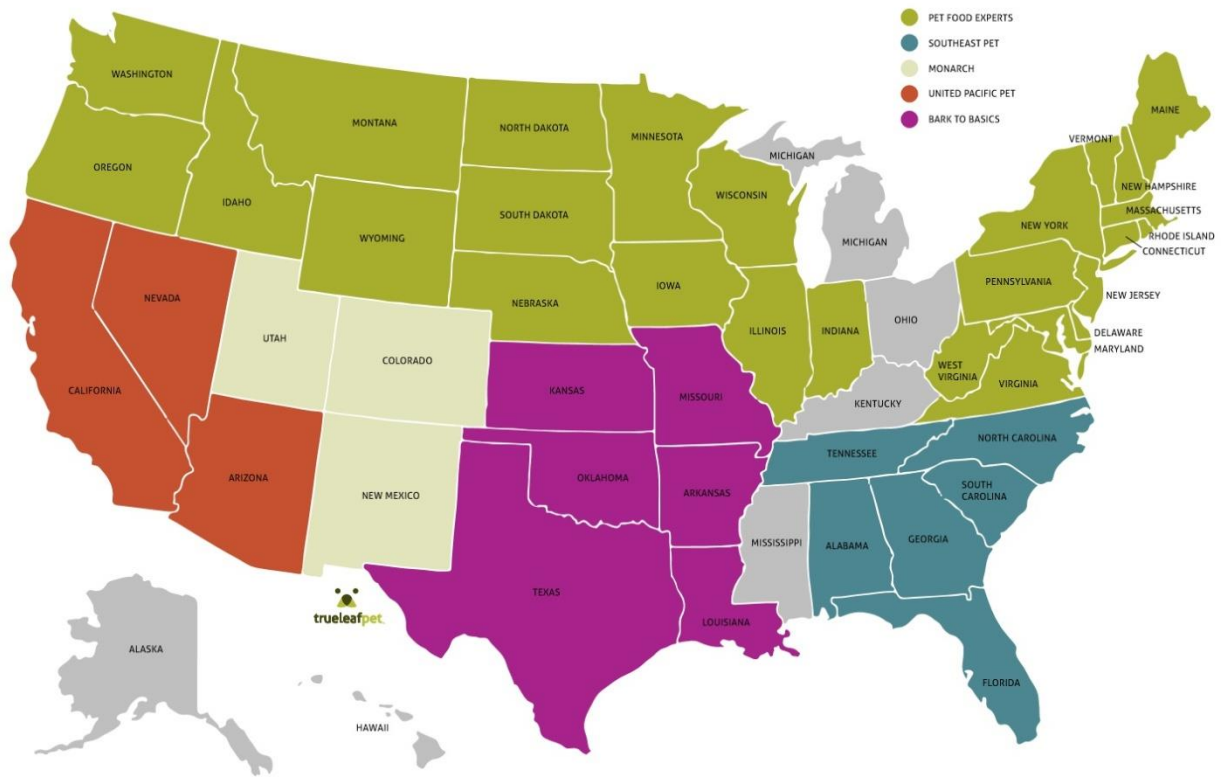 PET FOOD EXPERTS
SOUTHEAST PET
MONARCH
UNITED PACIFIC PET
BARK TO BASICS
WASHINGTON
OREGON
IDAHO
MONTANA
WYOMING
NORTH DAKOTA
SOUTH DAKOTA
NEBRASKA
MINNESOTA
IOWA
WISCONSIN
ILLINOIS
INDIANA
MICHIGAN
MICHIGAN
OHIO
KENTUCKY
WEST
VIRGINIA
VIRGINIA
PENNSYLVANIA
NEW YORK
VERMONT
MAINE
NEW HAMPSHIRE
MASSACHUSETTS
RHODE ISLAND
CONNECTICUT
NEW JERSEY
DELAWARE
MARYLAND
NEVADA
CALIFORNIA
ARIZONA
UTAH
COLORADO
NEW MEXICO
KANSAS
MISSOURI
OKLAHOMA
ARKANSAS
TEXAS
LOUISIANA
MISSISSIPPI
TENNESSEE
NORTH CAROLINA
SOUTH
CAROLINA
ALABAMA
GEORGIA
FLORIDA
trueleafpet
ALASKA
HAWAII